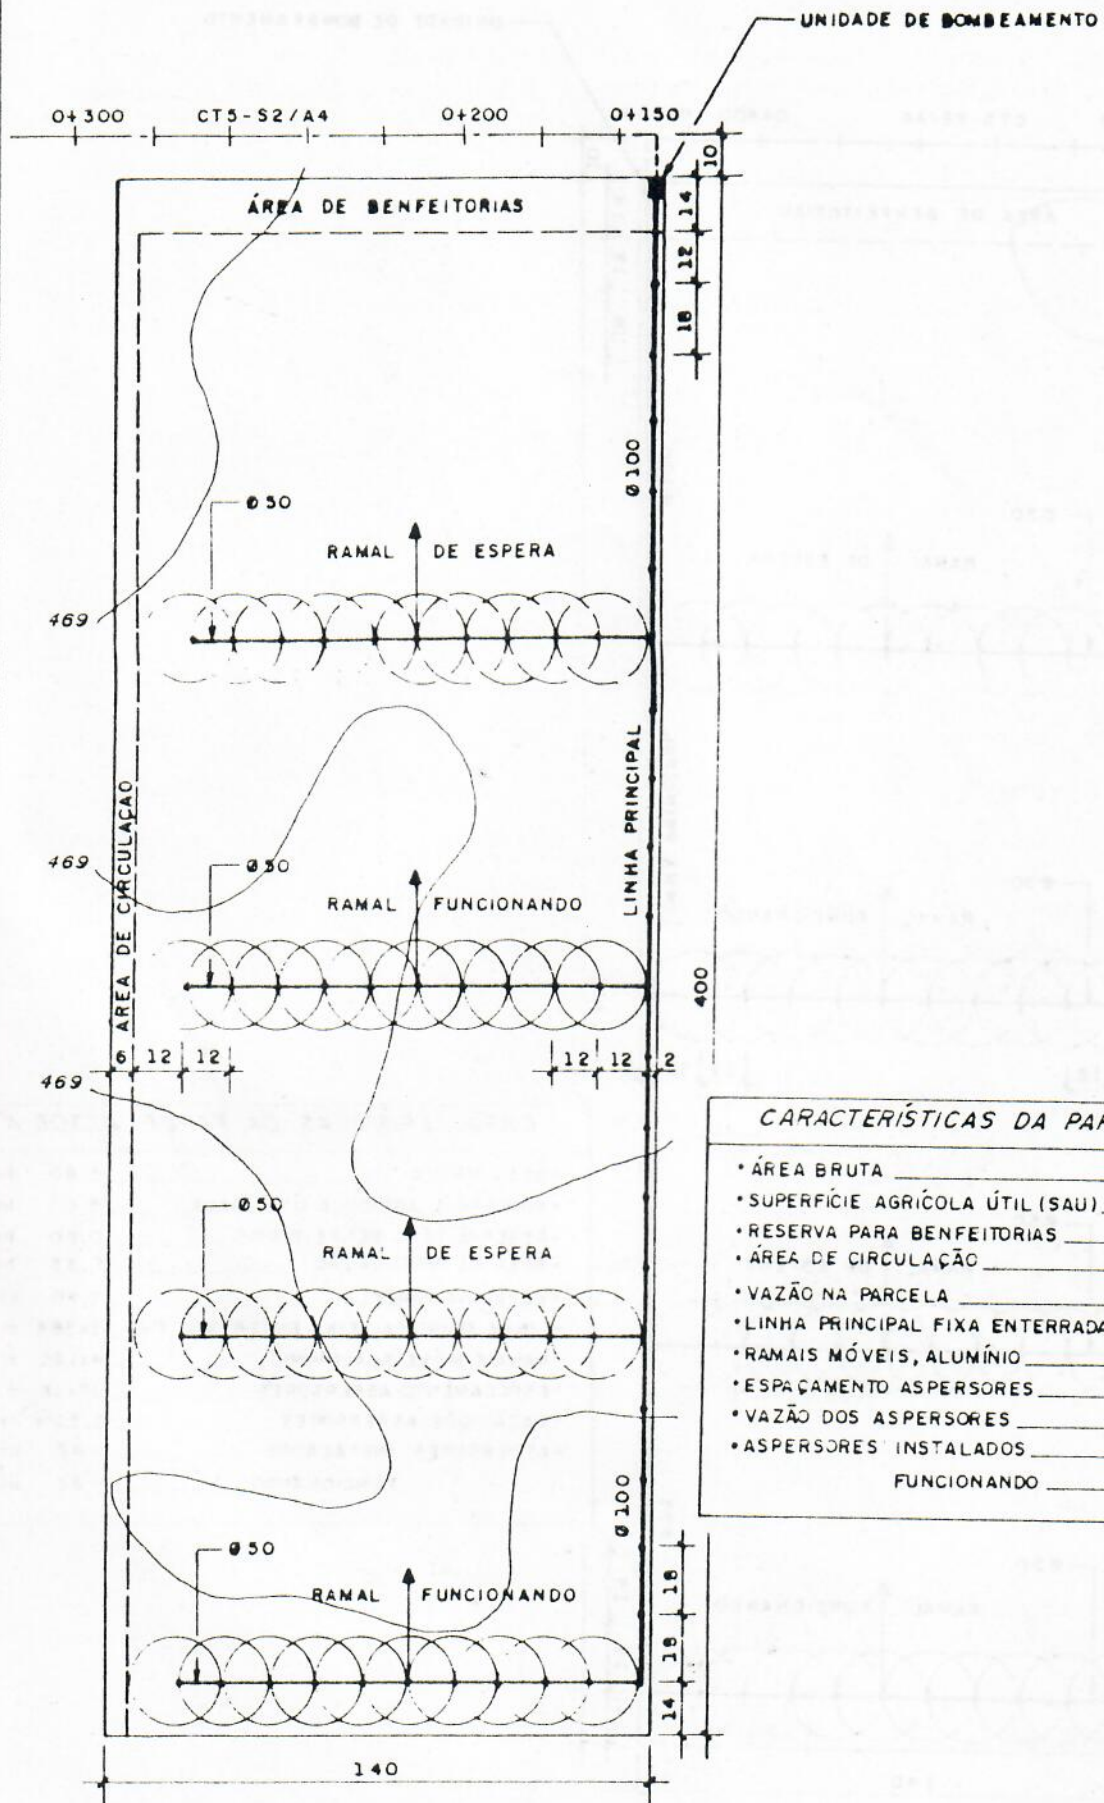 UNIDADE DE BOMBEAMENTO
0+300 CT5-S2/A4 0+200 0+150
10
ÁREA DE BENFEITORIAS
14
12
18
Ø100
Ø50
RAMAL DE ESPERA
469
LINHA PRINCIPAL
ÁREA DE CIRCULAÇÃO
469
Ø50
RAMAL FUNCIONANDO
400
6 12 12 12 12 2
469
CARACTERÍSTICAS DA PAR
• ÁREA BRUTA
• SUPERFÍCIE AGRÍCOLA ÚTIL (SAU)
• RESERVA PARA BENFEITORIAS
• ÁREA DE CIRCULAÇÃO
• VAZÃO NA PARCELA
• LINHA PRINCIPAL FIXA ENTERRADA
• RAMAIS MÓVEIS, ALUMÍNIO
• ESPAÇAMENTO ASPERSORES
• VAZÃO DOS ASPERSORES
• ASPERSORES INSTALADOS
FUNCIONANDO
Ø50
RAMAL DE ESPERA
Ø100
Ø50
RAMAL FUNCIONANDO
18
18
14
140